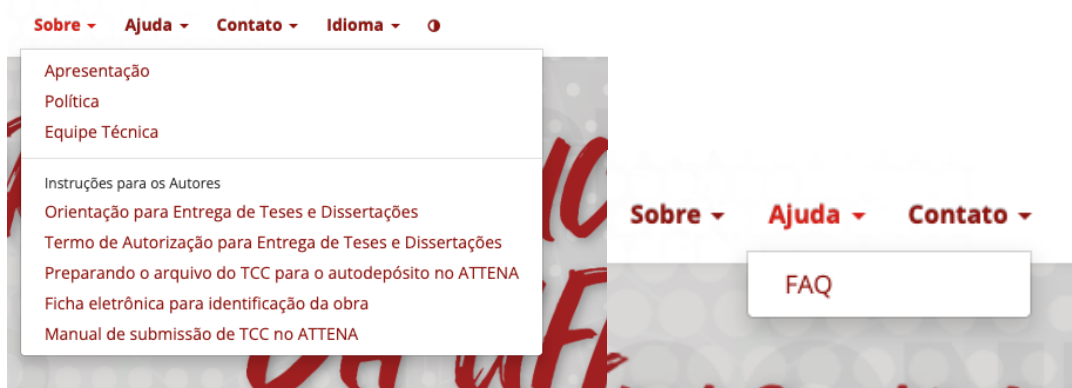 Sobre Ajuda Contato Idioma
Apresentação
Política
Equipe Técnica
Instruções para os Autores
Orientação para Entrega de Teses e Dissertações
Termo de Autorização para Entrega de Teses e Dissertações
Preparando o arquivo do TCC para o autodepósito no ATTENA
Ficha eletrônica para identificação da obra
Manual de submissão de TCC no ATTENA
Sobre Ajuda Contato
FAQ